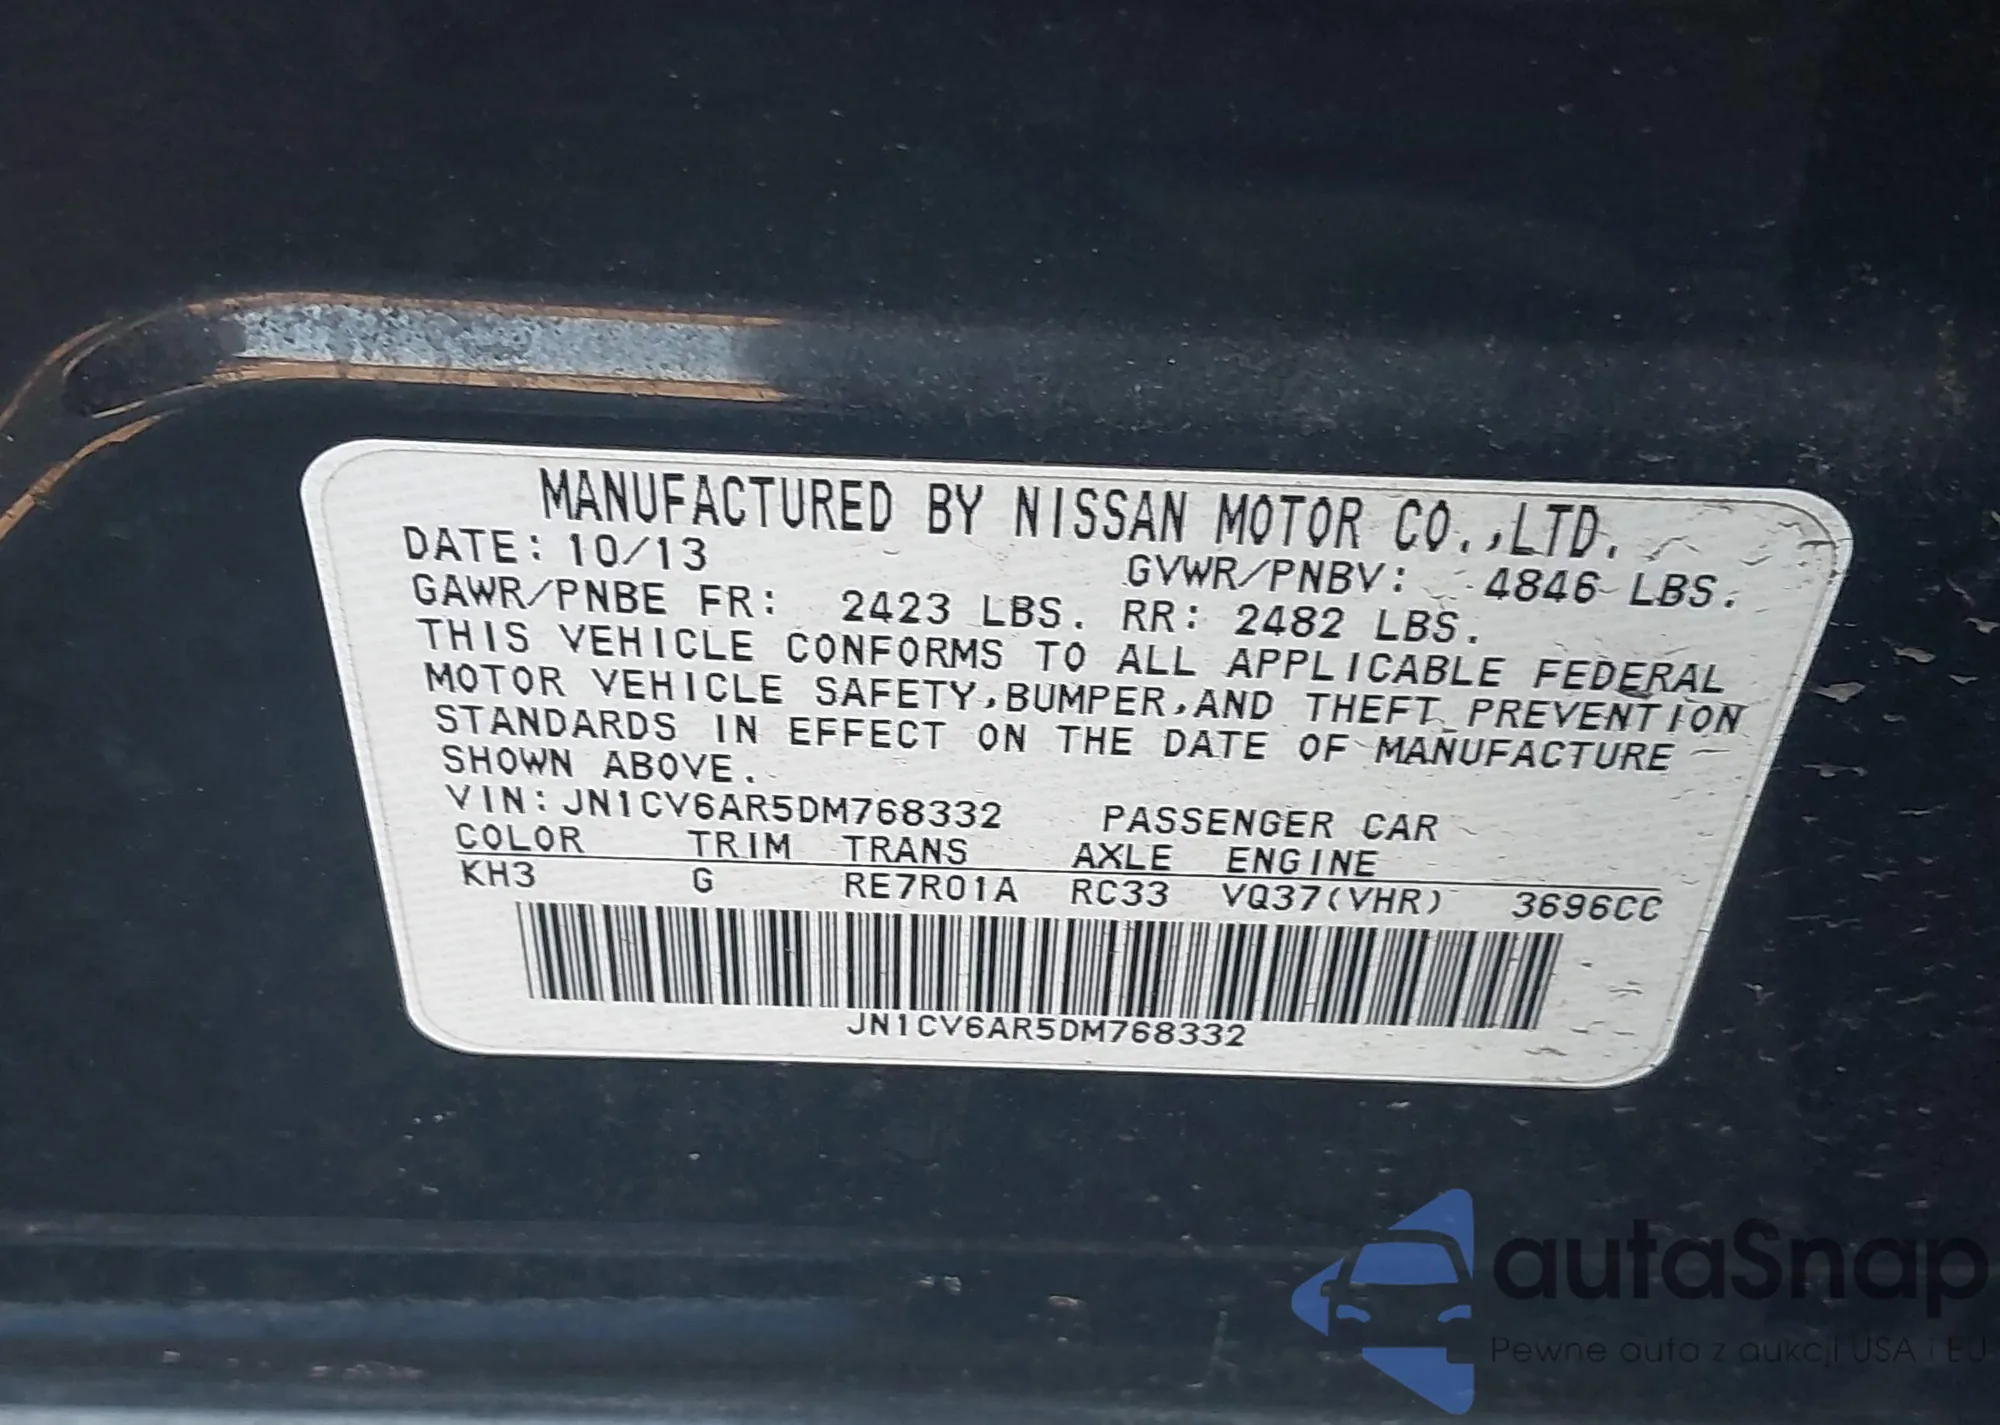 MANUFACTURED BY NISSAN MOTOR CO.,LTD.
DATE: 10/13 GVWR/PNBV: 4846 LBS.
GAWR/PNBE FR: 2423 LBS. RR: 2482 LBS.
THIS VEHICLE CONFORMS TO ALL APPLICABLE FEDERAL
MOTOR VEHICLE SAFETY,BUMPER,AND THEFT PREVENTION
STANDARDS IN EFFECT ON THE DATE OF MANUFACTURE
SHOWN ABOVE.
VIN: JN1CV6AR5DM768332 PASSENGER CAR
COLOR TRIM TRANS AXLE ENGINE
KH3 G RE7R01A RC33 VQ37(VHR) 3696CC
JN1CV6AR5DM768332
autaSnap
Pewne auta z aukcji USA i EU